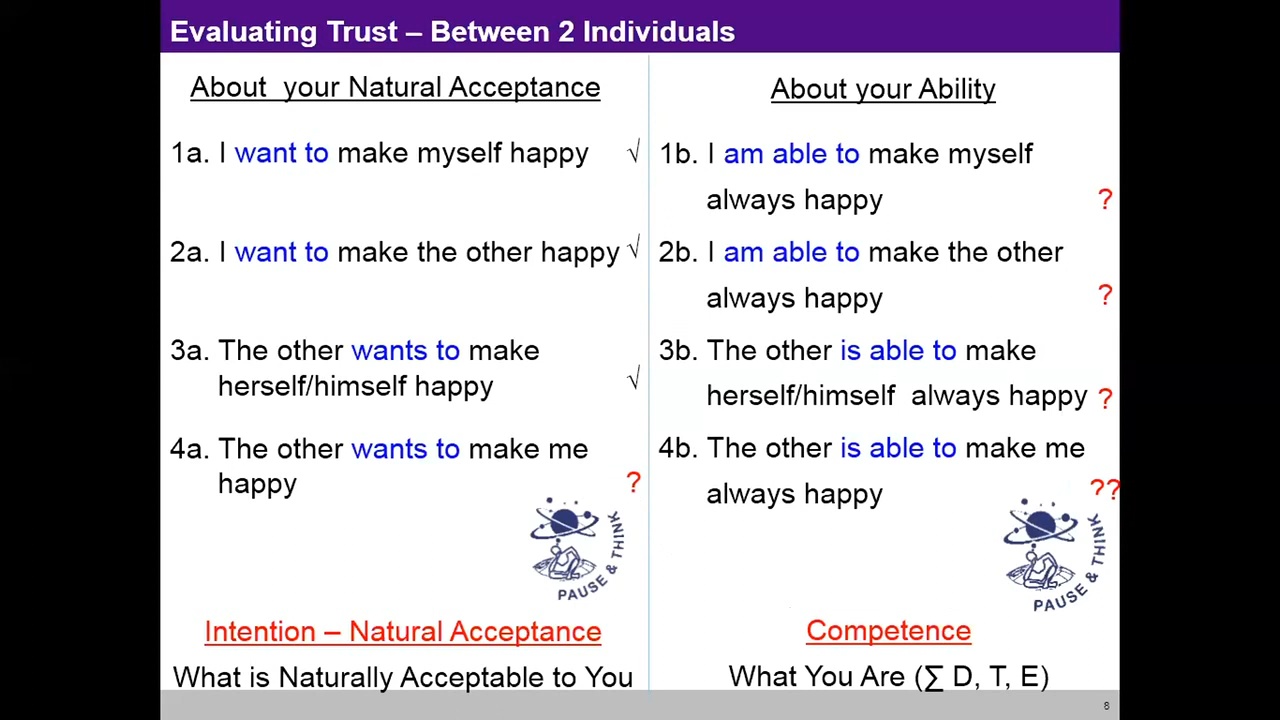 Evaluating Trust – Between 2 Individuals
About your Natural Acceptance
1a. I want to make myself happy √
2a. I want to make the other happy √
3a. The other wants to make
herself/himself happy √
4a. The other wants to make me
happy ?
PAUSE & THINK
Intention – Natural Acceptance
What is Naturally Acceptable to You
About your Ability
1b. I am able to make myself
always happy ?
2b. I am able to make the other
always happy ?
3b. The other is able to make
herself/himself always happy ?
4b. The other is able to make me
always happy ??
PAUSE & THINK
Competence
What You Are (∑ D, T, E)
8